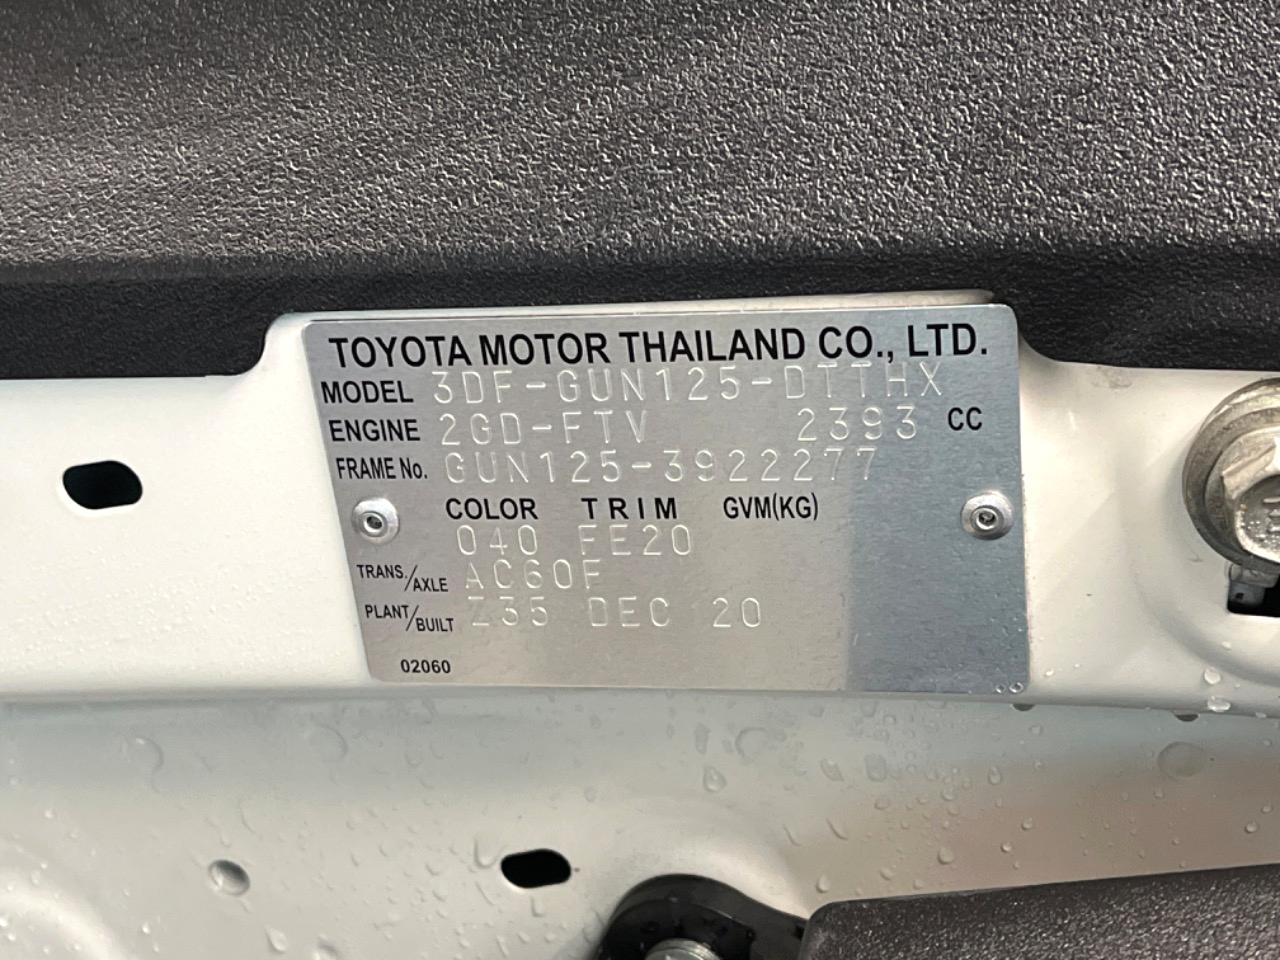 TOYOTA MOTOR THAILAND CO., LTD.
MODEL 3DF-GUN125-DTTHX
ENGINE 2GD-FTV 2393 CC
FRAME No. GUN125-3922277
COLOR TRIM GVM(KG)
040 FE20
TRANS./AXLE AC60F
PLANT/BUILT Z35 DEC 20
02060